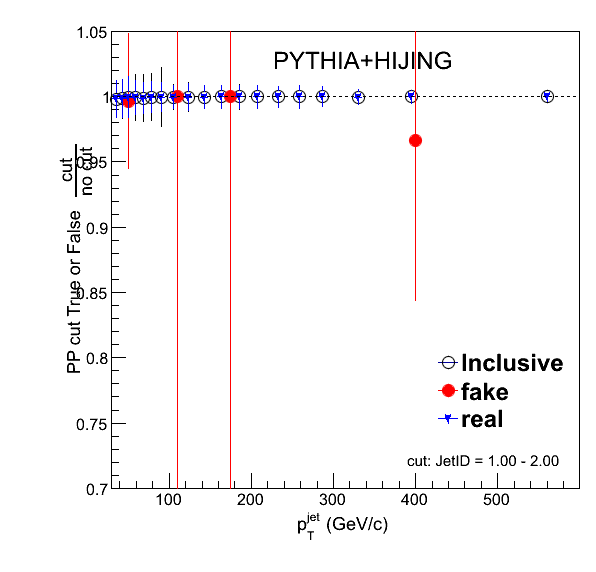 PYTHIA+HIJING
PP cut True or False cut
no cut
1.05
1
0.95
0.9
0.85
0.8
0.75
0.7
Inclusive
fake
real
cut: JetID = 1.00 - 2.00
100 200 300 400 500
p_T^jet (GeV/c)